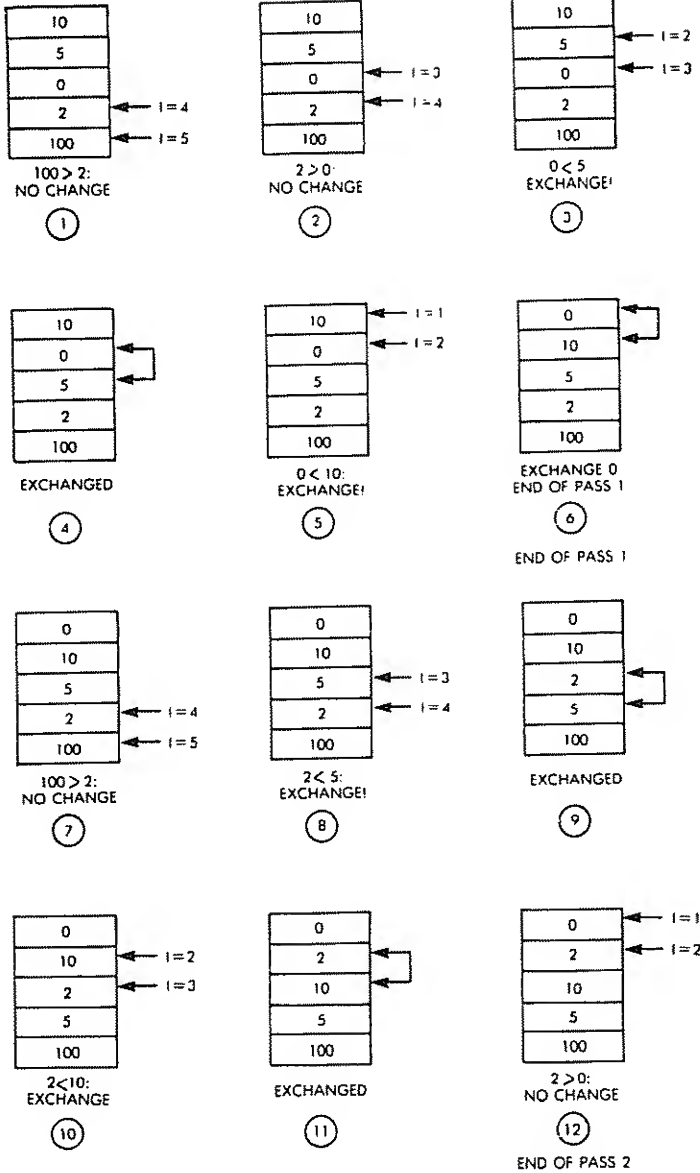 10
5
0
2
100
I=4
I=5
100 > 2:
NO CHANGE
1
10
5
0
2
100
I=3
I=4
2 > 0:
NO CHANGE
2
10
5
0
2
100
I=2
I=3
0 < 5
EXCHANGE!
3
10
0
5
2
100
EXCHANGED
4
10
0
5
2
100
I=1
I=2
0 < 10:
EXCHANGE!
5
0
10
5
2
100
EXCHANGE 0
END OF PASS 1
6
END OF PASS 1
0
10
5
2
100
I=4
I=5
100 > 2:
NO CHANGE
7
0
10
5
2
100
I=3
I=4
2 < 5:
EXCHANGE!
8
0
10
2
5
100
EXCHANGED
9
0
10
2
5
100
I=2
I=3
2<10:
EXCHANGE
10
0
2
10
5
100
EXCHANGED
11
0
2
10
5
100
I=1
I=2
2 > 0:
NO CHANGE
12
END OF PASS 2